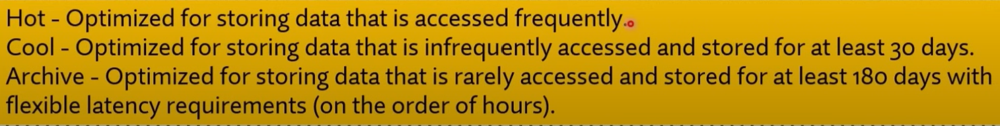 Hot - Optimized for storing data that is accessed frequently.
Cool - Optimized for storing data that is infrequently accessed and stored for at least 30 days.
Archive - Optimized for storing data that is rarely accessed and stored for at least 180 days with
flexible latency requirements (on the order of hours).